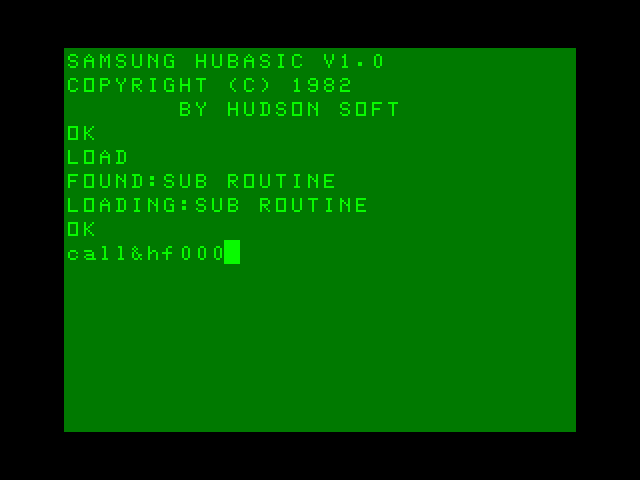 SAMSUNG HUBASIC V1.0
COPYRIGHT (C) 1982
BY HUDSON SOFT
OK
LOAD
FOUND:SUB ROUTINE
LOADING:SUB ROUTINE
OK
call&hf000